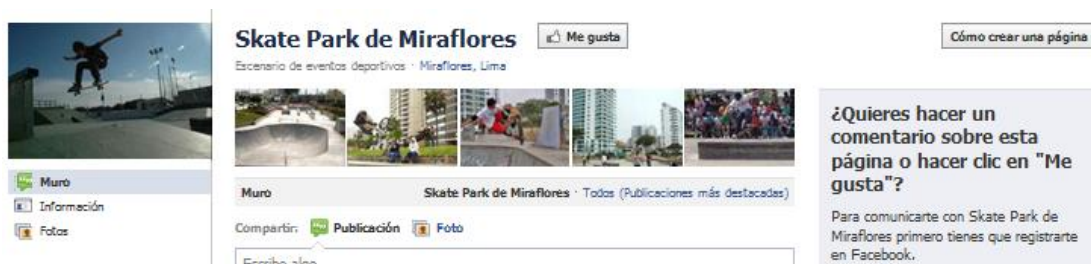 Skate Park de Miraflores
Me gusta
Cómo crear una página
Escenario de eventos deportivos · Miraflores, Lima
Muro
Información
Fotos
Muro
Skate Park de Miraflores · Todos (Publicaciones más destacadas)
Compartir: Publicación Foto
Escribe algo...
¿Quieres hacer un
comentario sobre esta
página o hacer clic en "Me
gusta"?
Para comunicarte con Skate Park de
Miraflores primero tienes que registrarte
en Facebook.